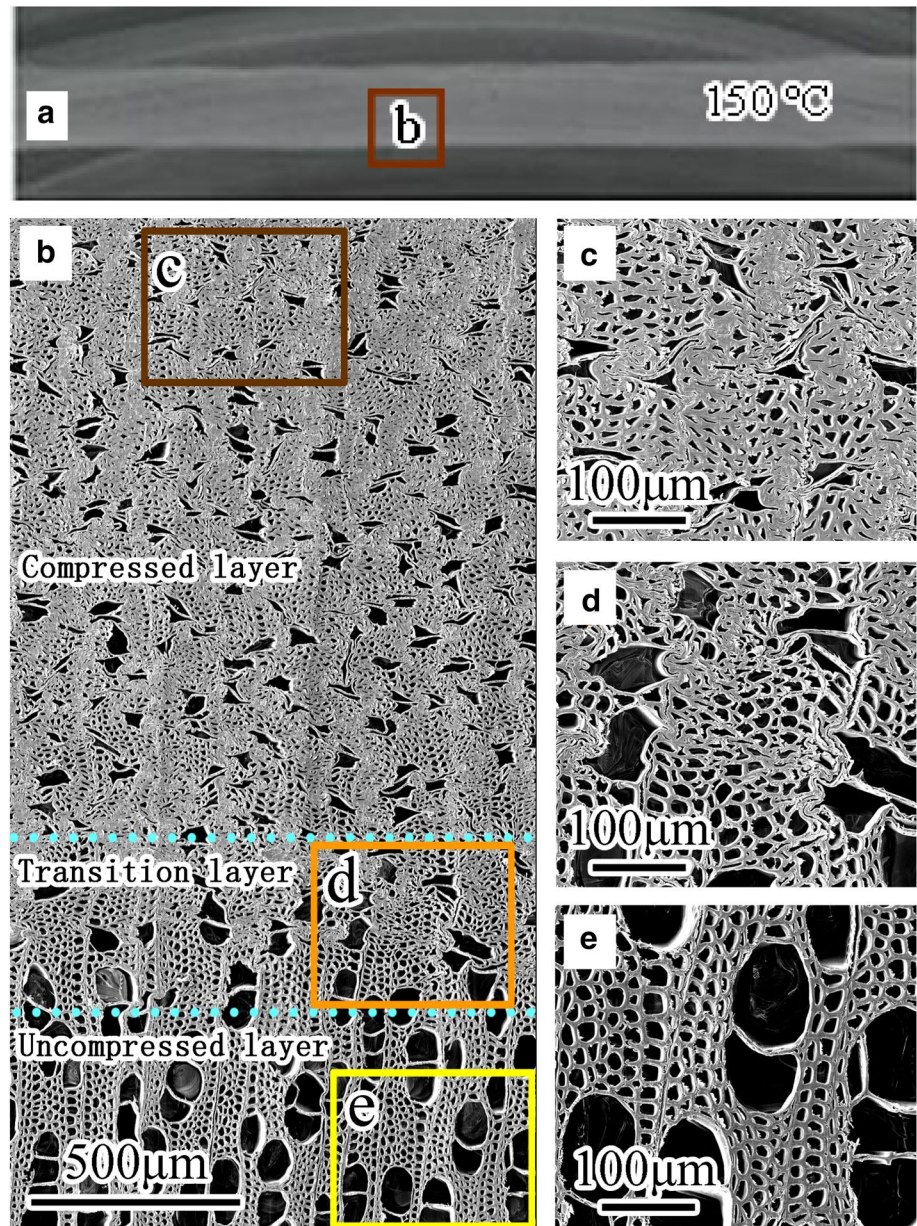 a
b
150°C
b
c
Compressed layer
Transition layer
d
Uncompressed layer
e
500μm
c
100μm
d
100μm
e
100μm